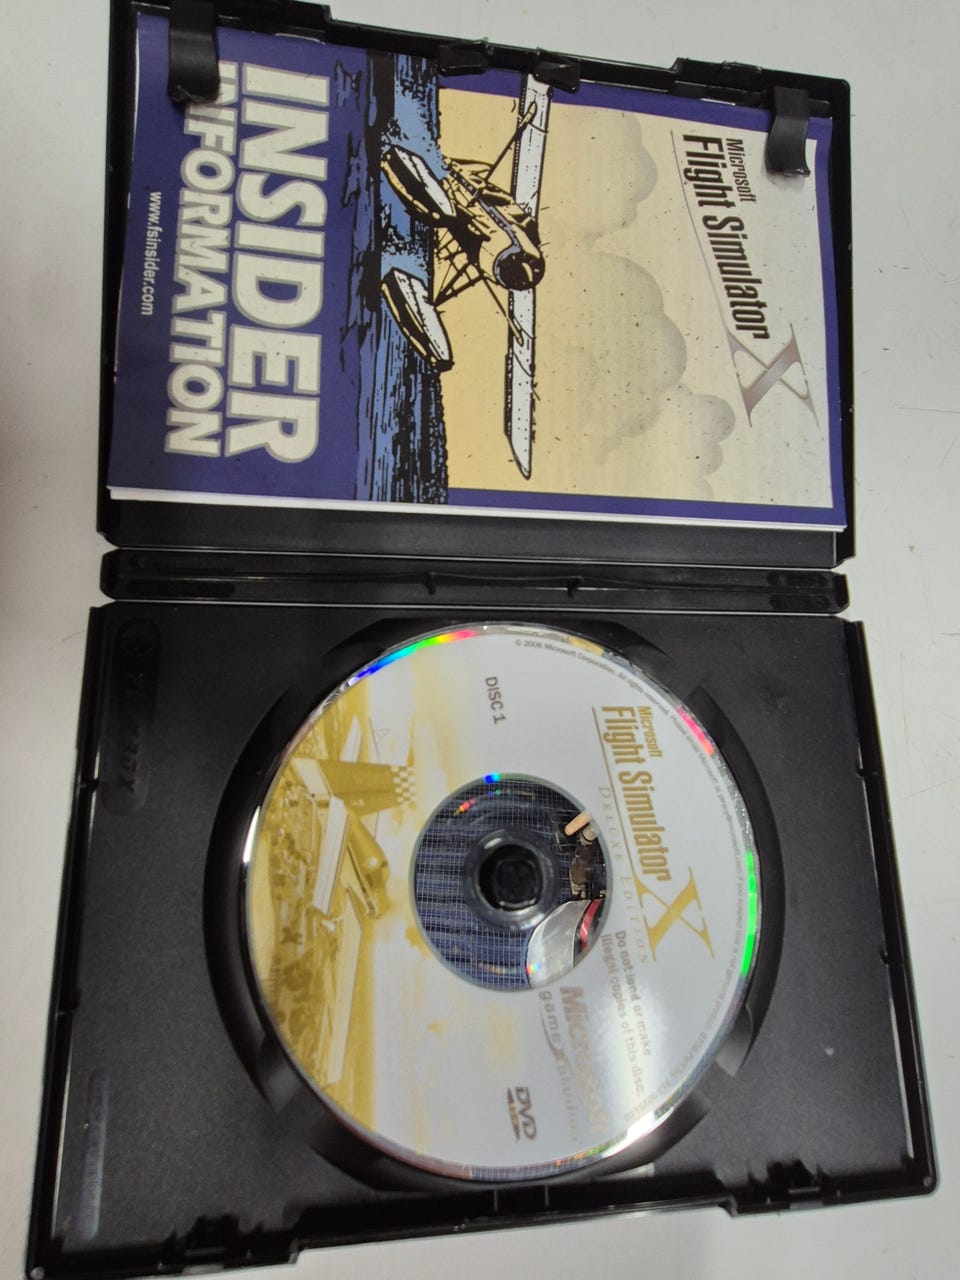 Microsoft
Flight Simulator X
INSIDER
INFORMATION
www.fsinsider.com
© 2006 Microsoft Corporation. All rights reserved.
Microsoft
Flight Simulator X
DELUXE EDITION
DISC 1
Do not lend or make
illegal copies of this disc.
Microsoft
game studios
DVD